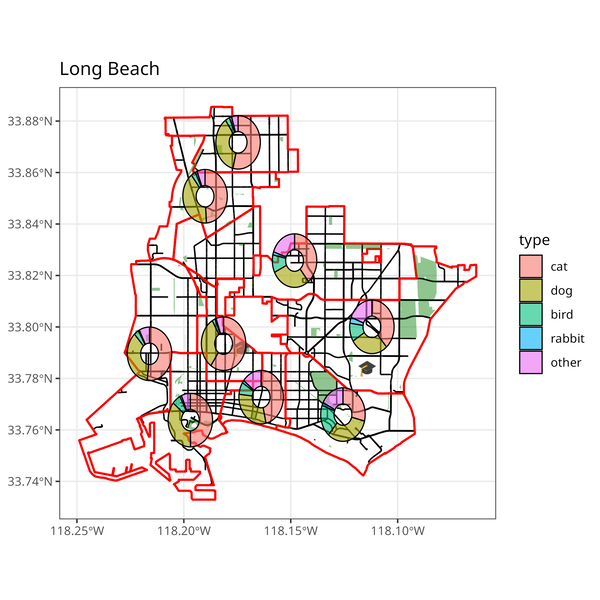 Long Beach
33.88°N
33.86°N
33.84°N
33.82°N
33.80°N
33.78°N
33.76°N
33.74°N
118.25°W
118.20°W
118.15°W
118.10°W
type
cat
dog
bird
rabbit
other